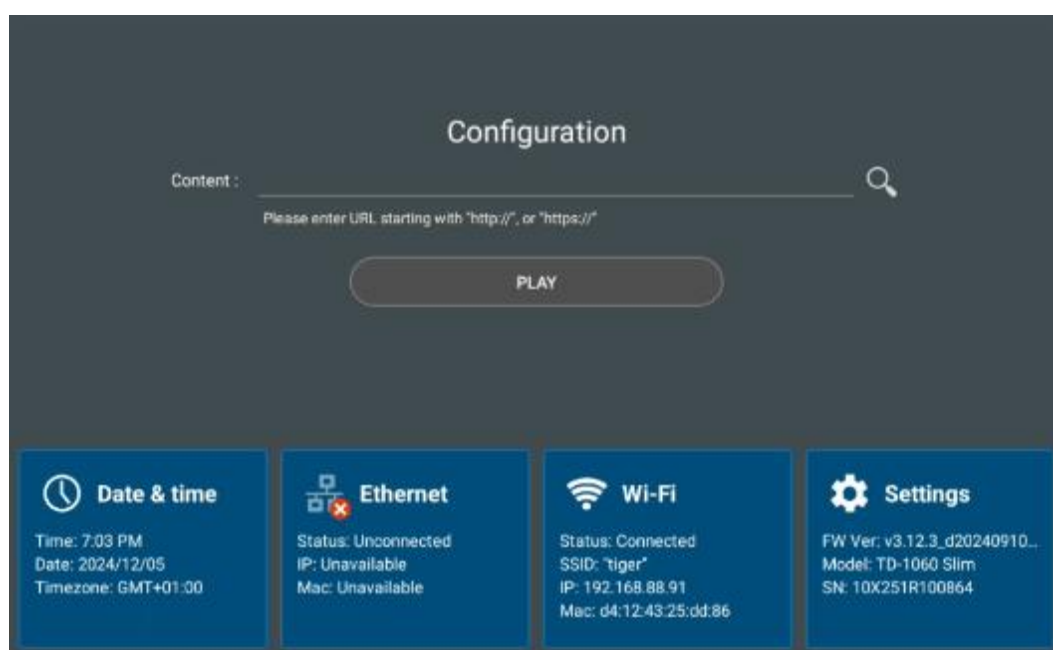 Configuration
Content :
Please enter URL starting with "http://", or "https://"
PLAY
Date & time
Time: 7:03 PM
Date: 2024/12/05
Timezone: GMT+01:00
Ethernet
Status: Unconnected
IP: Unavailable
Mac: Unavailable
Wi-Fi
Status: Connected
SSID: "tiger"
IP: 192.168.88.91
Mac: d4:12:43:25:dd:86
Settings
FW Ver: v3.12.3_d20240910...
Model: TD-1060 Slim
SN: 10X251R100864